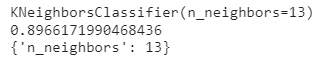 KNeighborsClassifier(n_neighbors=13)
0.8966171990468436
{'n_neighbors': 13}